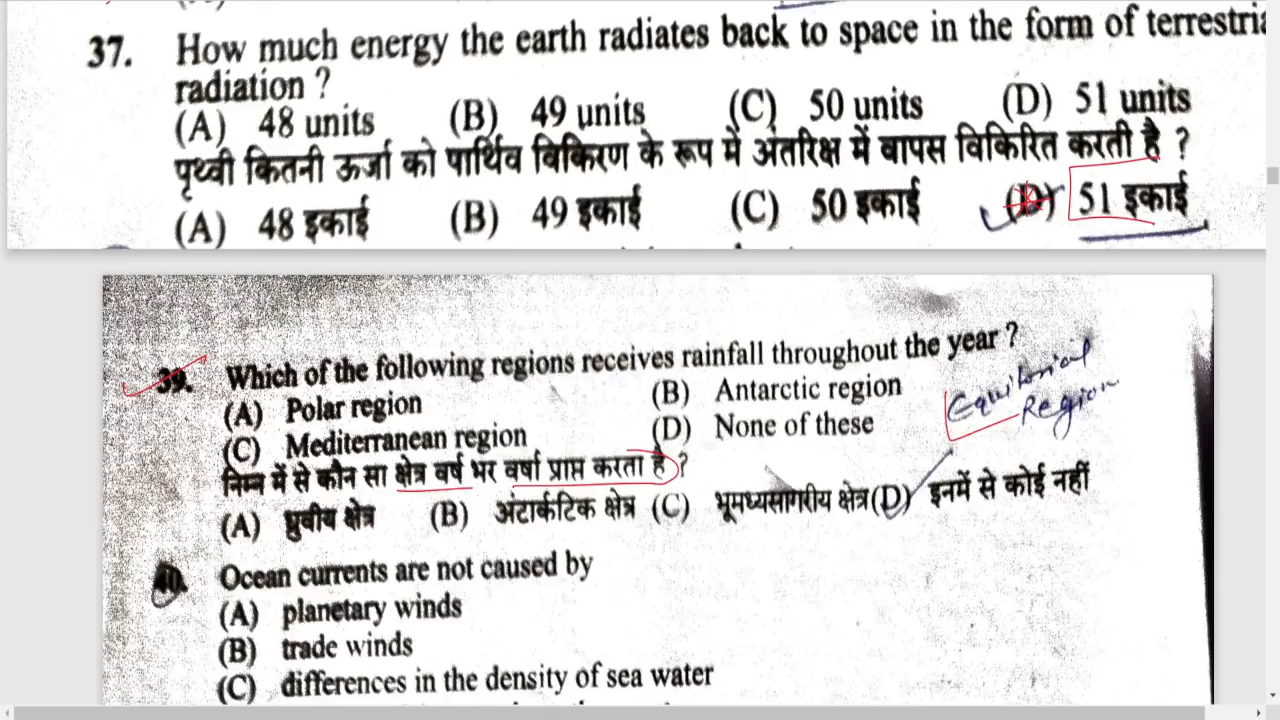 37. How much energy the earth radiates back to space in the form of terrestria
radiation ?
(A) 48 units (B) 49 units (C) 50 units (D) 51 units
पृथ्वी कितनी ऊर्जा को पार्थिव विकिरण के रूप में अंतरिक्ष में वापस विकिरित करती है ?
(A) 48 इकाई (B) 49 इकाई (C) 50 इकाई (D) 51 इकाई
39. Which of the following regions receives rainfall throughout the year ?
(A) Polar region (B) Antarctic region
(C) Mediterranean region (D) None of these
Equitorial
Region
निम्न में से कौन सा क्षेत्र वर्ष भर वर्षा प्राप्त करता है ?
(A) ध्रुवीय क्षेत्र (B) अंटार्कटिक क्षेत्र (C) भूमध्यसागरीय क्षेत्र (D) इनमें से कोई नहीं
40. Ocean currents are not caused by
(A) planetary winds
(B) trade winds
(C) differences in the density of sea water